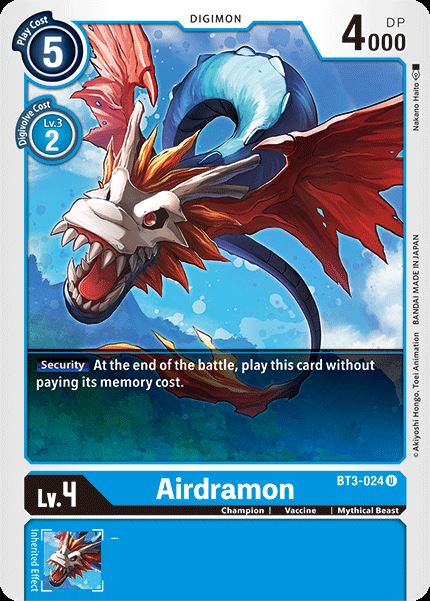 DIGIMON
Play Cost
5
DP
4000
Digivolve Cost
Lv.3
2
Nakano Haito
© Akiyoshi Hongo, Toei Animation BANDAI MADE IN JAPAN
Security At the end of the battle, play this card without
paying its memory cost.
BT3-024 U
Lv.4
Airdramon
Champion | Vaccine | Mythical Beast
Inherited Effect
–